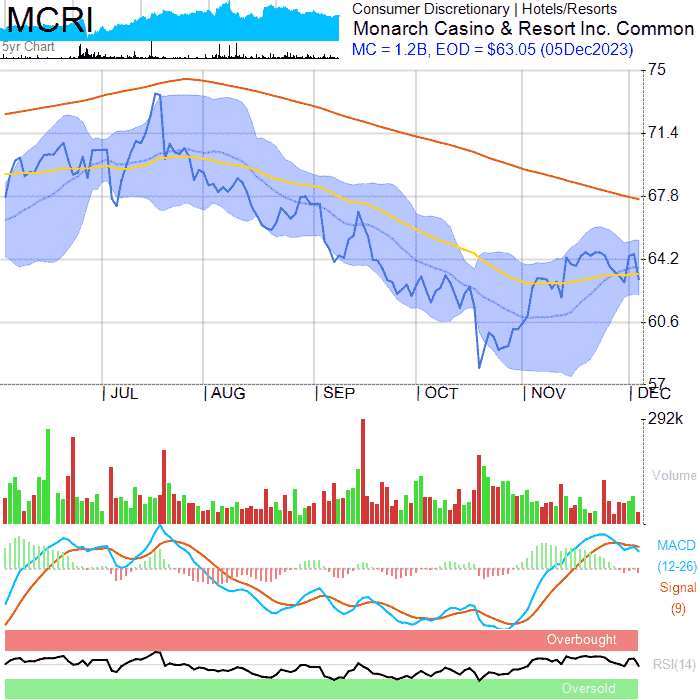 MCRI
5yr Chart
Consumer Discretionary | Hotels/Resorts
Monarch Casino & Resort Inc. Common
MC = 1.2B, EOD = $63.05 (05Dec2023)
75
71.4
67.8
64.2
60.6
57
| JUL | AUG | SEP | OCT | NOV | DEC
292k
Volume
MACD
(12-26)
Signal
(9)
Overbought
RSI(14)
Oversold